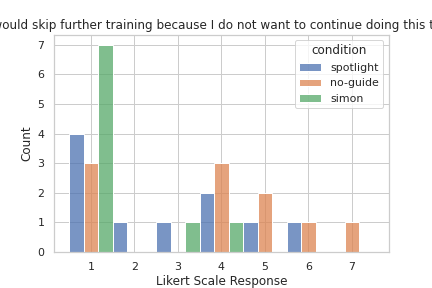 would skip further training because I do not want to continue doing this
7
6
5
4
3
2
1
0
Count
condition
spotlight
no-guide
simon
1 2 3 4 5 6 7
Likert Scale Response